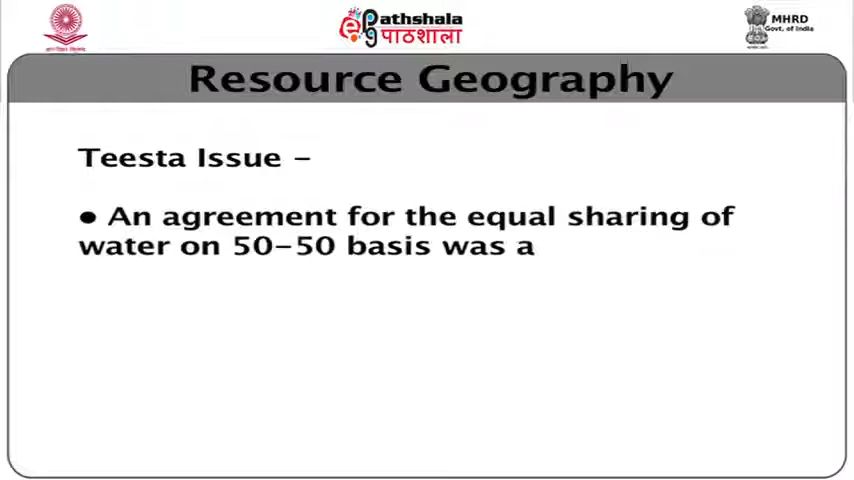 ePathshala
पाठशाला
MHRD
Govt. of India
Resource Geography
Teesta Issue –
● An agreement for the equal sharing of
water on 50–50 basis was a